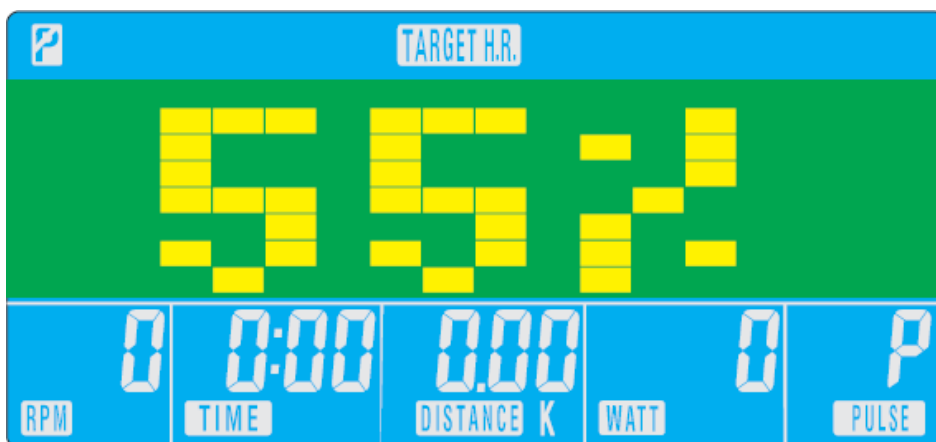 P TARGET H.R.
55%
0 0:00 0.00 0 P
RPM TIME DISTANCE K WATT PULSE